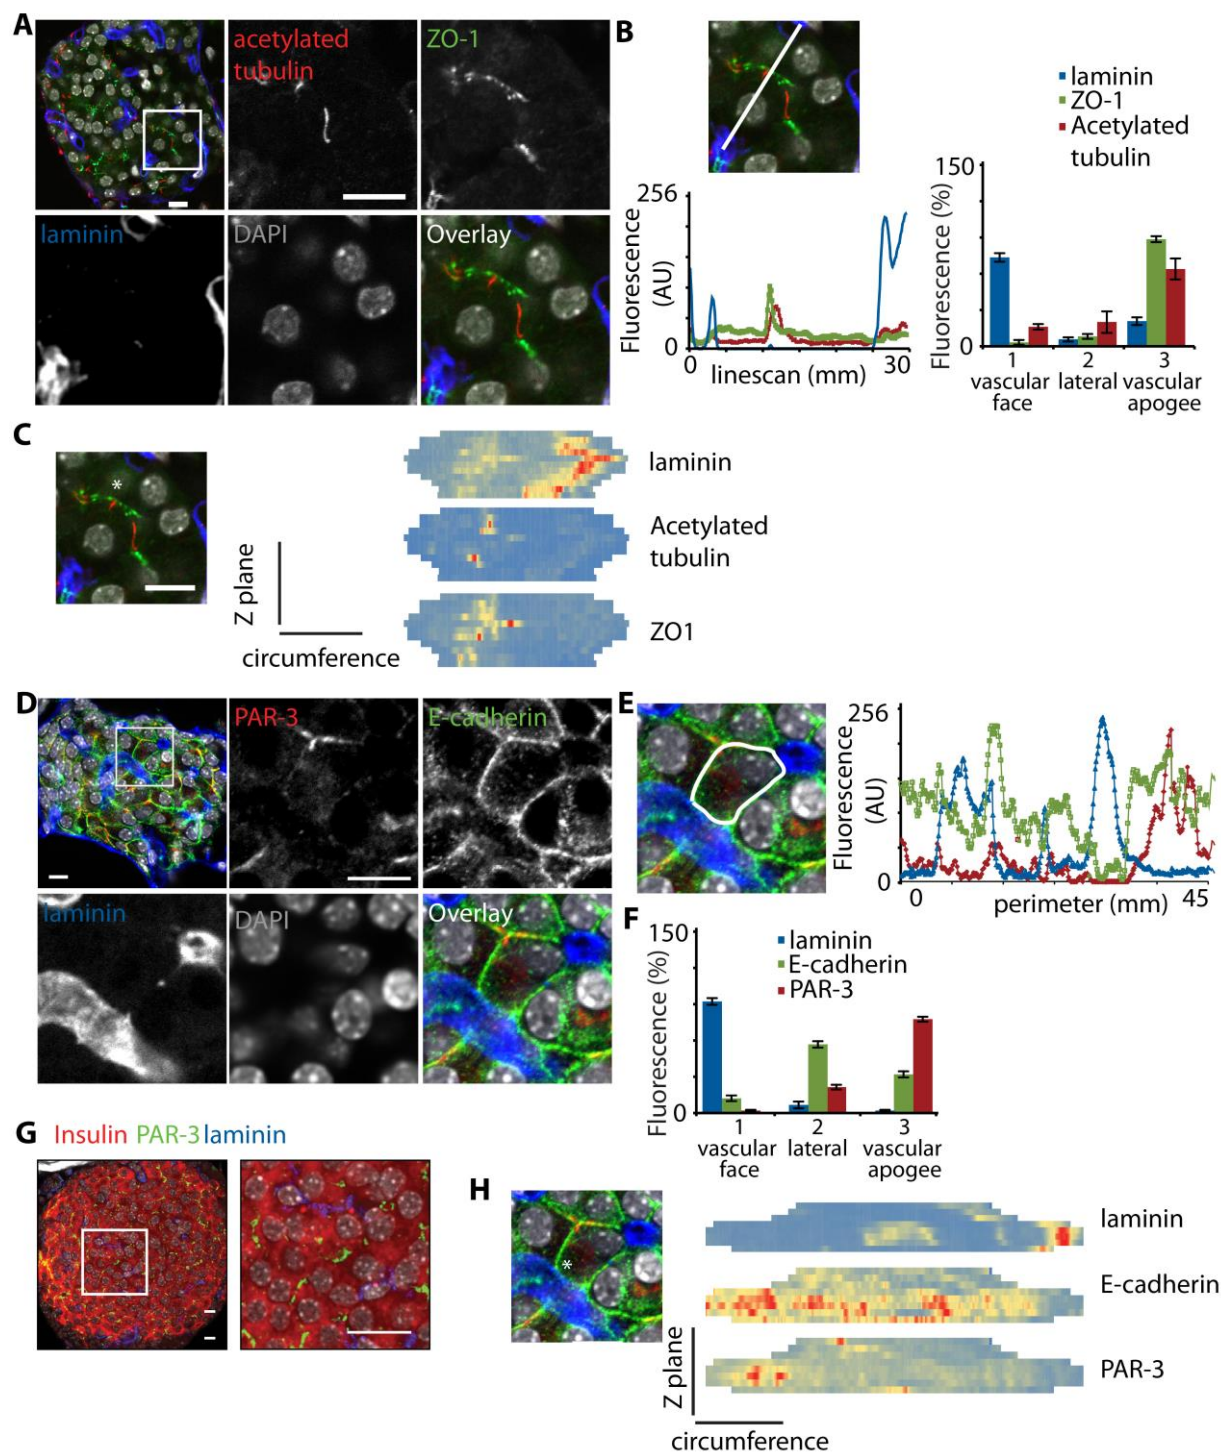 A
acetylated
tubulin
ZO-1
laminin
DAPI
Overlay
B
laminin
ZO-1
Acetylated
tubulin
256
Fluorescence
(AU)
0
0
linescan (mm)
30
150
Fluorescence (%)
0
1
2
3
vascular
face
lateral
vascular
apogee
C
*
Z plane
circumference
laminin
Acetylated
tubulin
ZO1
D
PAR-3
E-cadherin
laminin
DAPI
Overlay
E
256
Fluorescence
(AU)
0
0
perimeter (mm)
45
F
150
Fluorescence (%)
0
laminin
E-cadherin
PAR-3
1
2
3
vascular
face
lateral
vascular
apogee
G
Insulin PAR-3 laminin
H
*
Z plane
circumference
laminin
E-cadherin
PAR-3